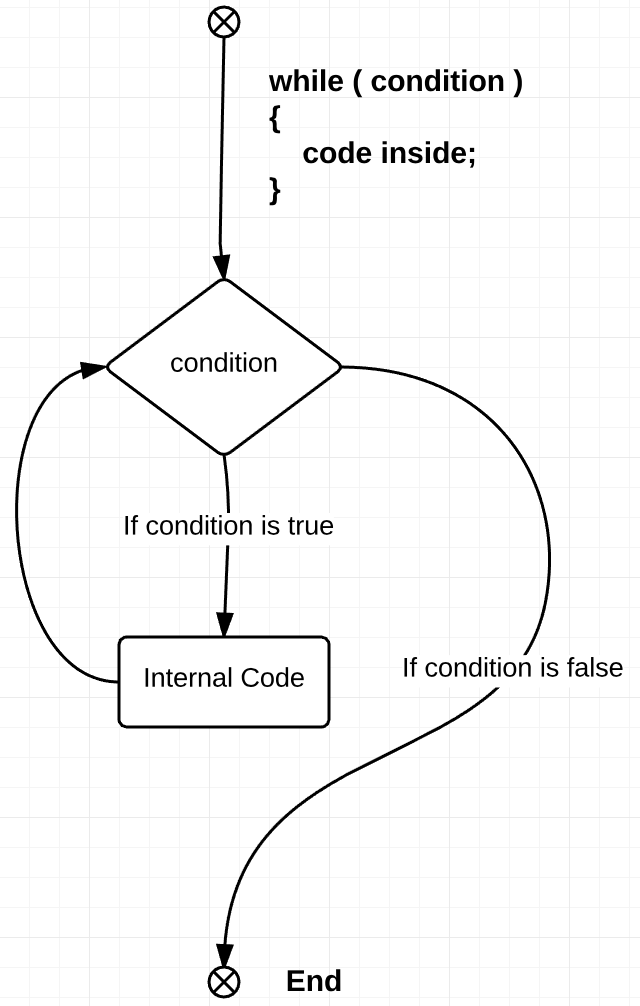 while ( condition )
{
code inside;
}
condition
If condition is true
Internal Code
If condition is false
End